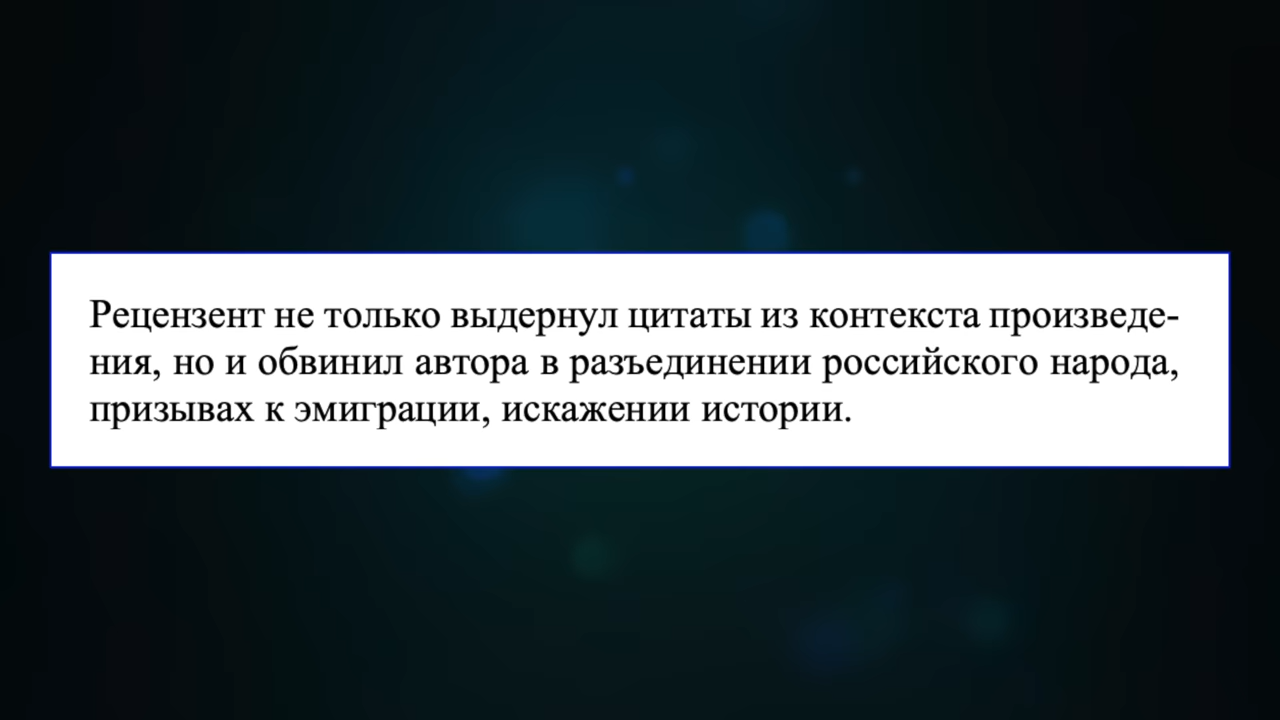 Рецензент не только выдернул цитаты из контекста произведе-
ния, но и обвинил автора в разъединении российского народа,
призывах к эмиграции, искажении истории.